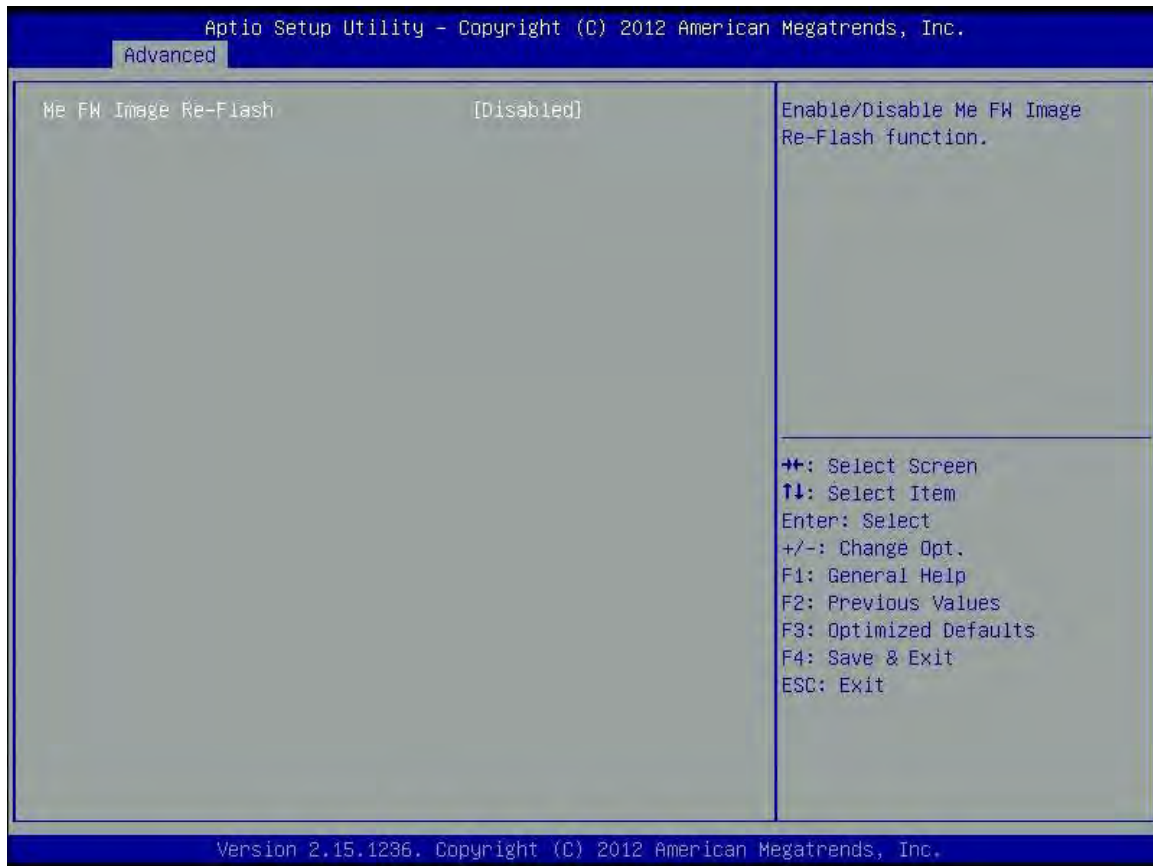 Aptio Setup Utility – Copyright (C) 2012 American Megatrends, Inc.
Advanced
Me FW Image Re-Flash [Disabled]
Enable/Disable Me FW Image
Re-Flash function.
→←: Select Screen
↑↓: Select Item
Enter: Select
+/-: Change Opt.
F1: General Help
F2: Previous Values
F3: Optimized Defaults
F4: Save & Exit
ESC: Exit
Version 2.15.1236. Copyright (C) 2012 American Megatrends, Inc.